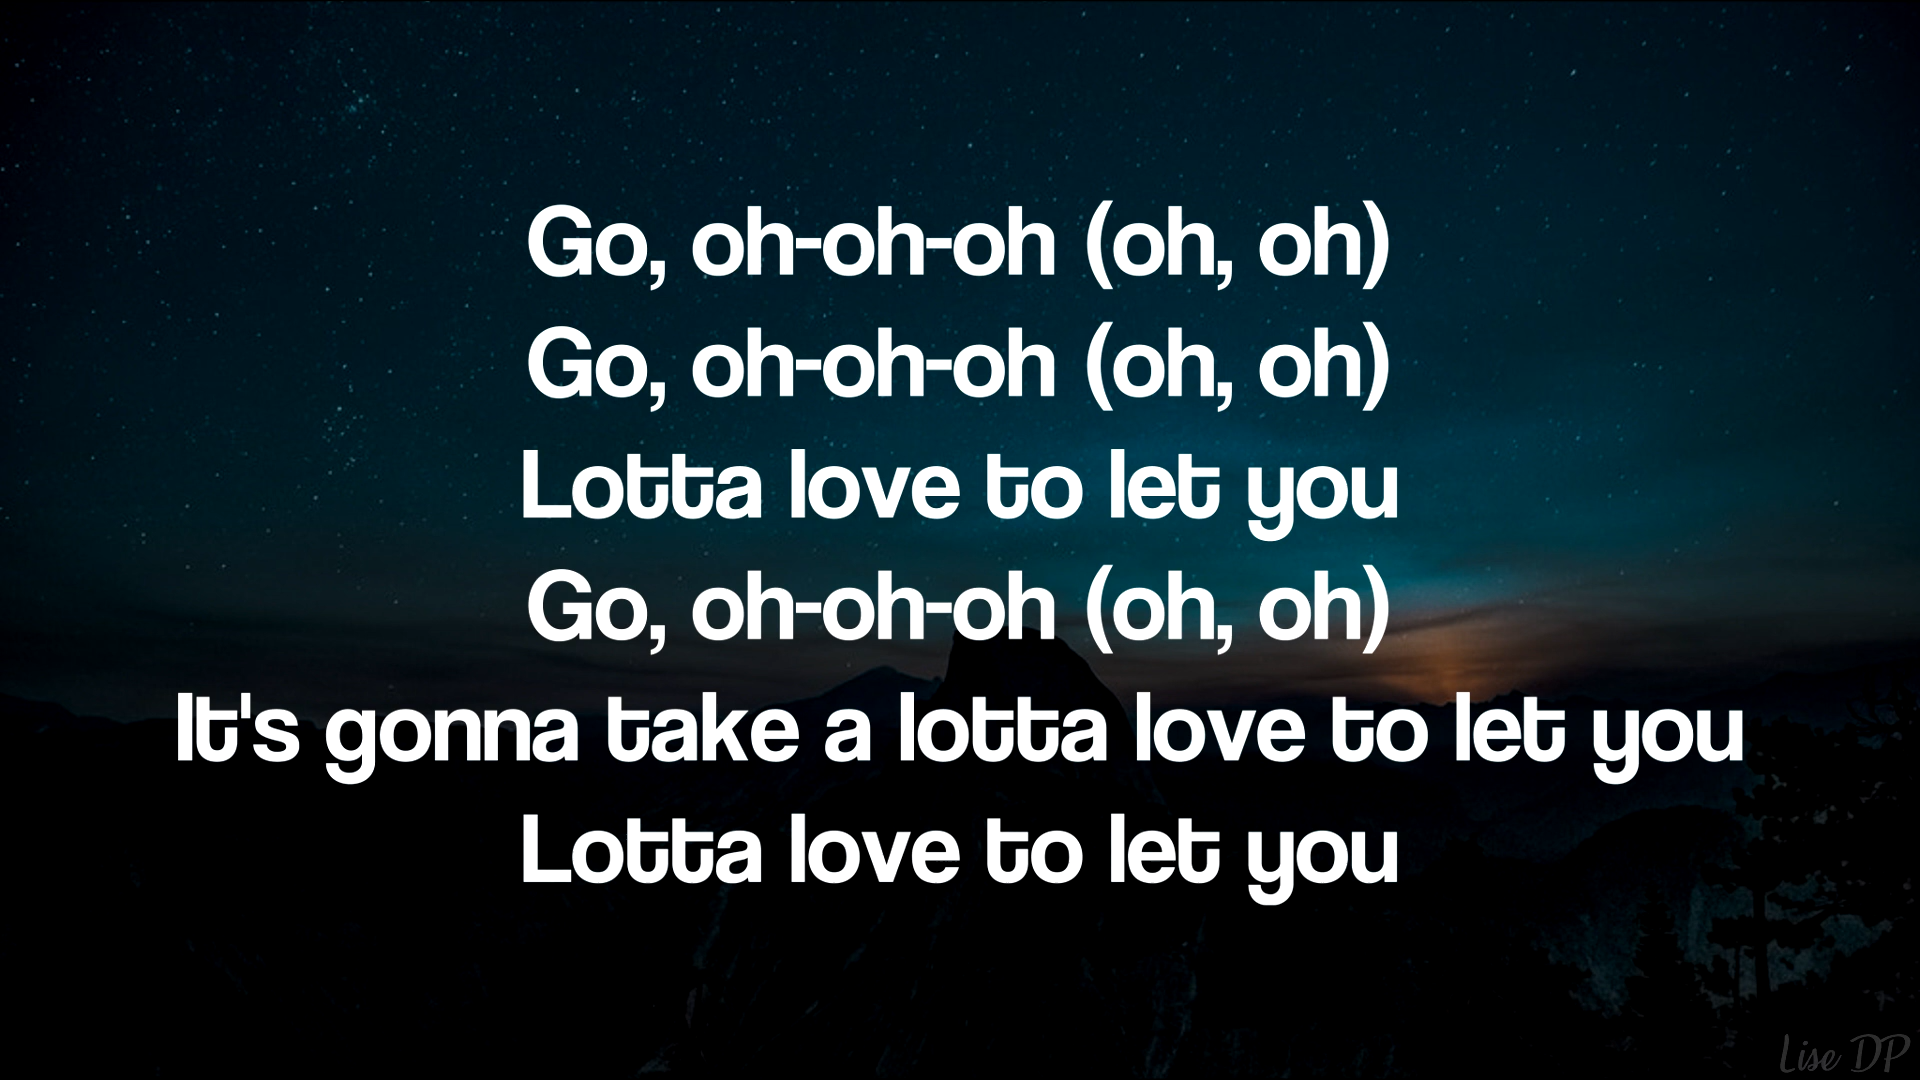 Go, oh-oh-oh (oh, oh)
Go, oh-oh-oh (oh, oh)
Lotta love to let you
Go, oh-oh-oh (oh, oh)
It's gonna take a lotta love to let you
Lotta love to let you
Lise DP